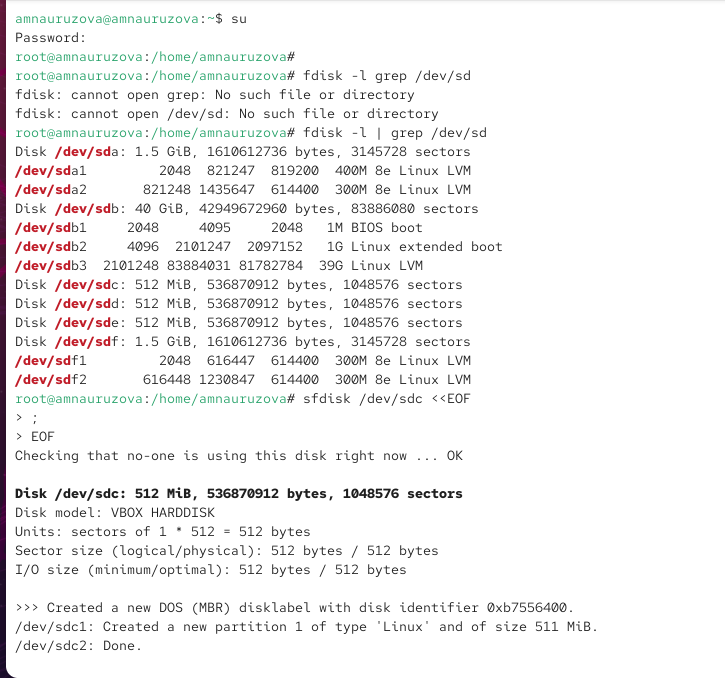 amnauruzova@amnauruzova:~$ su
Password:
root@amnauruzova:/home/amnauruzova#
root@amnauruzova:/home/amnauruzova# fdisk -l grep /dev/sd
fdisk: cannot open grep: No such file or directory
fdisk: cannot open /dev/sd: No such file or directory
root@amnauruzova:/home/amnauruzova# fdisk -l | grep /dev/sd
Disk /dev/sda: 1.5 GiB, 1610612736 bytes, 3145728 sectors
/dev/sda1         2048  821247  819200  400M 8e Linux LVM
/dev/sda2       821248 1435647  614400  300M 8e Linux LVM
Disk /dev/sdb: 40 GiB, 42949672960 bytes, 83886080 sectors
/dev/sdb1     2048     4095     2048   1M BIOS boot
/dev/sdb2     4096  2101247  2097152   1G Linux extended boot
/dev/sdb3  2101248 83884031 81782784  39G Linux LVM
Disk /dev/sdc: 512 MiB, 536870912 bytes, 1048576 sectors
Disk /dev/sdd: 512 MiB, 536870912 bytes, 1048576 sectors
Disk /dev/sde: 512 MiB, 536870912 bytes, 1048576 sectors
Disk /dev/sdf: 1.5 GiB, 1610612736 bytes, 3145728 sectors
/dev/sdf1         2048  616447  614400  300M 8e Linux LVM
/dev/sdf2       616448 1230847  614400  300M 8e Linux LVM
root@amnauruzova:/home/amnauruzova# sfdisk /dev/sdc <<EOF
> ;
> EOF
Checking that no-one is using this disk right now ... OK
Disk /dev/sdc: 512 MiB, 536870912 bytes, 1048576 sectors
Disk model: VBOX HARDDISK
Units: sectors of 1 * 512 = 512 bytes
Sector size (logical/physical): 512 bytes / 512 bytes
I/O size (minimum/optimal): 512 bytes / 512 bytes
>>> Created a new DOS (MBR) disklabel with disk identifier 0xb7556400.
/dev/sdc1: Created a new partition 1 of type 'Linux' and of size 511 MiB.
/dev/sdc2: Done.